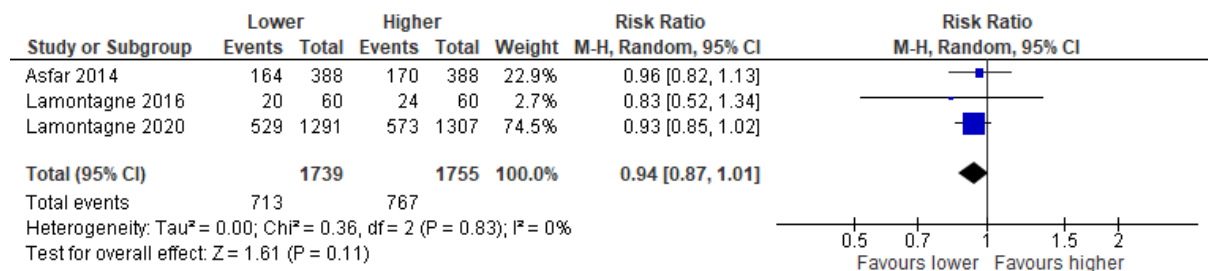 Lower Higher Risk Ratio Risk Ratio
Study or Subgroup Events Total Events Total Weight M-H, Random, 95% CI M-H, Random, 95% CI
Asfar 2014 164 388 170 388 22.9% 0.96 [0.82, 1.13]
Lamontagne 2016 20 60 24 60 2.7% 0.83 [0.52, 1.34]
Lamontagne 2020 529 1291 573 1307 74.5% 0.93 [0.85, 1.02]
Total (95% CI) 1739 1755 100.0% 0.94 [0.87, 1.01]
Total events 713 767
Heterogeneity: Tau² = 0.00; Chi² = 0.36, df = 2 (P = 0.83); I² = 0%
Test for overall effect: Z = 1.61 (P = 0.11)
0.5 0.7 1 1.5 2
Favours lower Favours higher